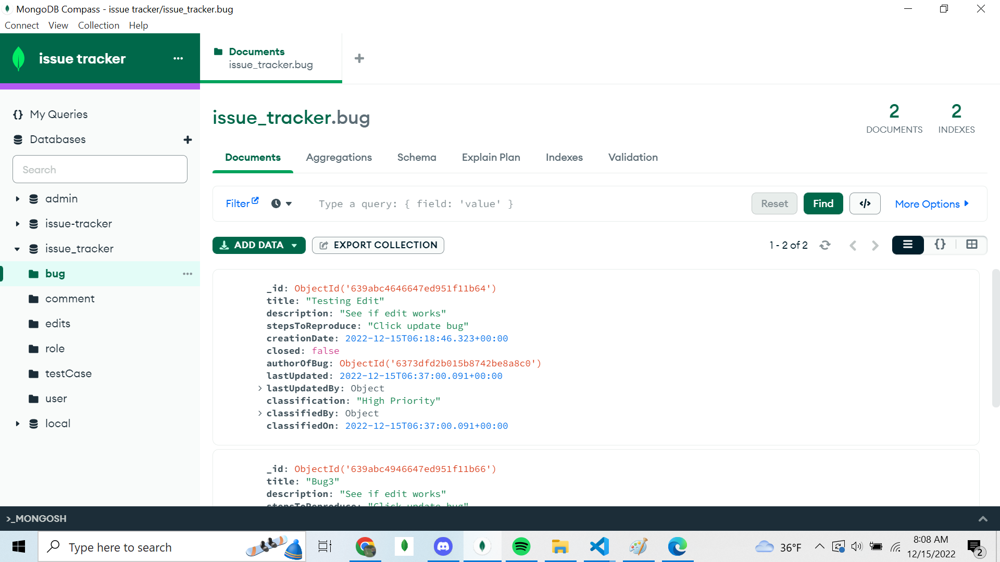 MongoDB Compass - issue tracker/issue_tracker.bug
Connect View Collection Help
issue tracker
Documents
issue_tracker.bug
My Queries
Databases
Search
admin
issue-tracker
issue_tracker
bug
comment
edits
role
testCase
user
local
issue_tracker.bug
2
DOCUMENTS
2
INDEXES
Documents Aggregations Schema Explain Plan Indexes Validation
Filter Type a query: { field: 'value' } Reset Find </> More Options
ADD DATA EXPORT COLLECTION 1 - 2 of 2 {}
_id: ObjectId('639abc4646647ed951f11b64')
title: "Testing Edit"
description: "See if edit works"
stepsToReproduce: "Click update bug"
creationDate: 2022-12-15T06:18:46.323+00:00
closed: false
authorOfBug: ObjectId('6373dfd2b015b8742be8a8c0')
lastUpdated: 2022-12-15T06:37:00.091+00:00
lastUpdatedBy: Object
classification: "High Priority"
classifiedBy: Object
classifiedOn: 2022-12-15T06:37:00.091+00:00
_id: ObjectId('639abc4946647ed951f11b66')
title: "Bug3"
description: "See if edit works"
stepsToReproduce: "Click update bug"
>_MONGOSH
Type here to search
36°F
8:08 AM
12/15/2022
2